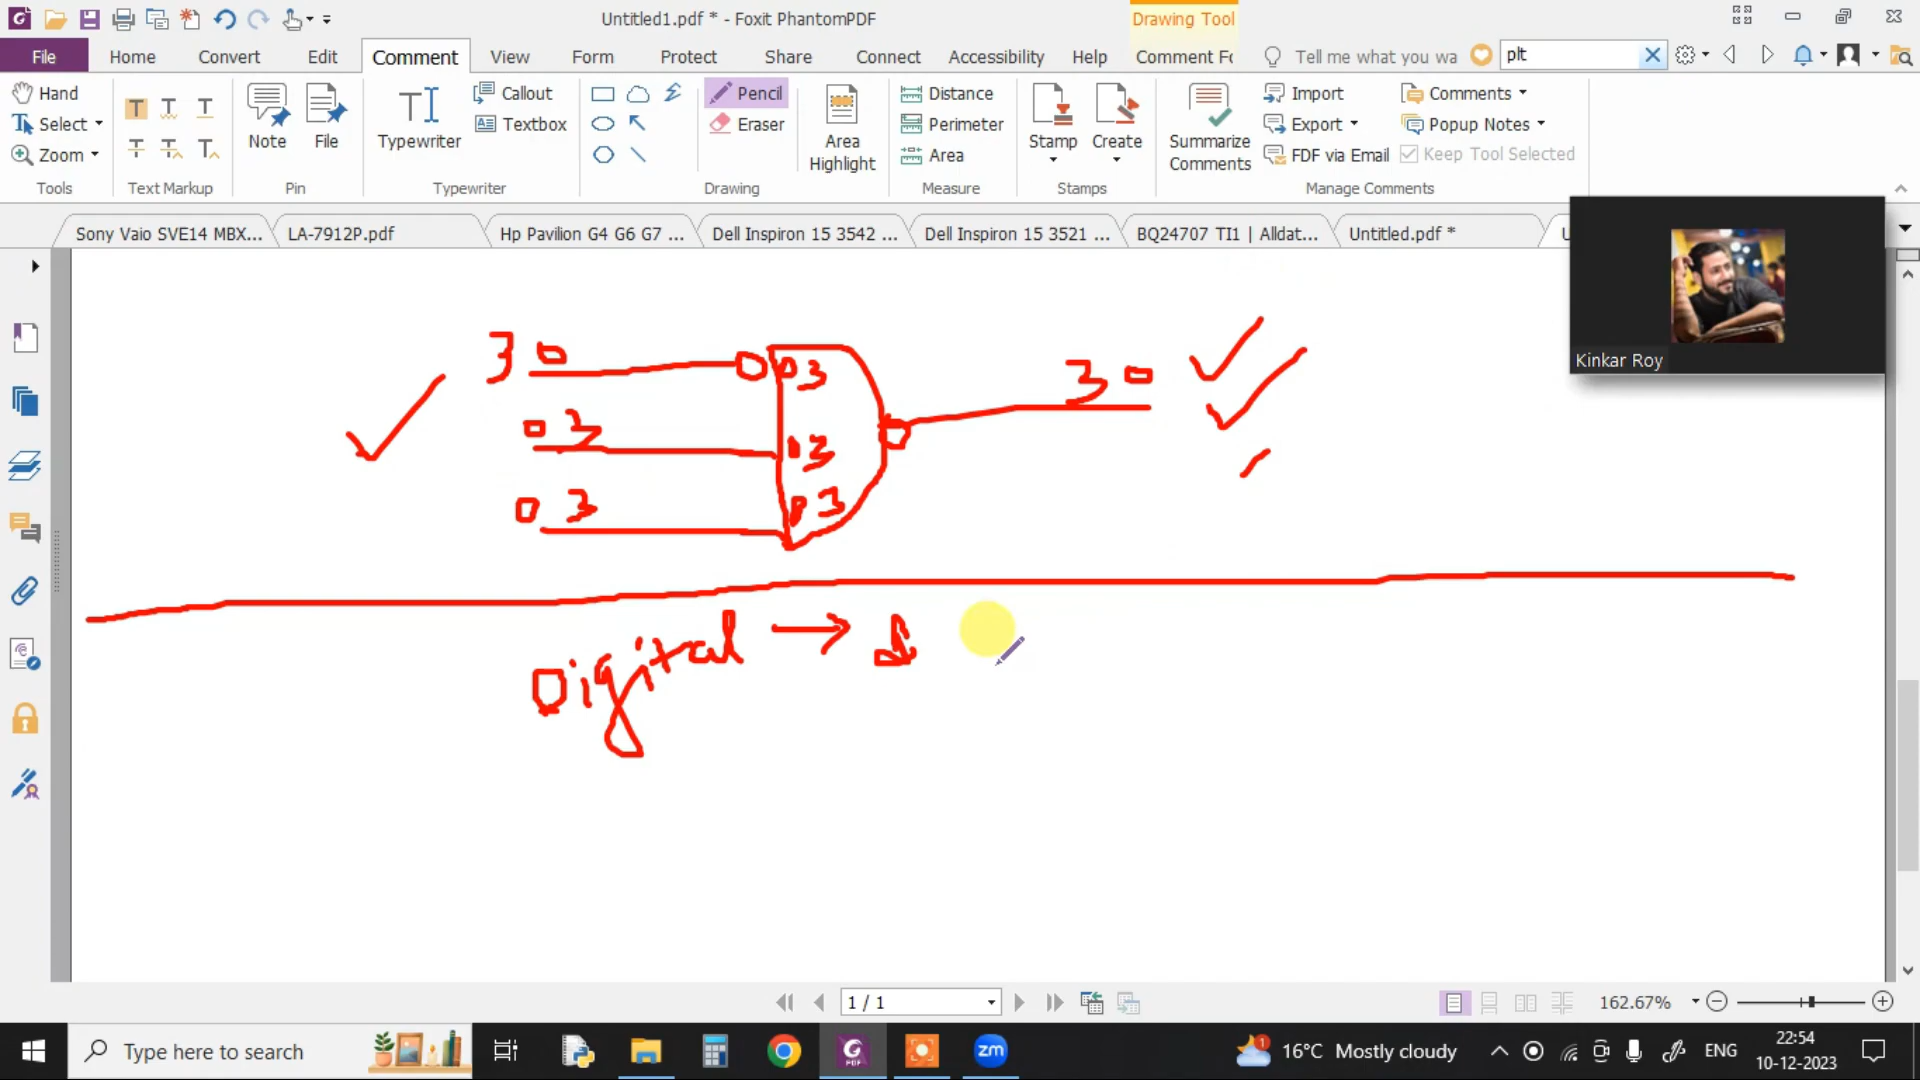 Untitled1.pdf * - Foxit PhantomPDF
Drawing Tool
File Home Convert Edit Comment View Form Protect Share Connect Accessibility Help Comment Fc Tell me what you wa plt
Hand
Select
Zoom
Tools
Text Markup
Note File
Pin
Typewriter
Callout
Textbox
Typewriter
Pencil
Eraser
Drawing
Area Highlight
Distance
Perimeter
Area
Measure
Stamp Create
Stamps
Summarize Comments
Import
Export
FDF via Email
Comments
Popup Notes
Keep Tool Selected
Manage Comments
Sony Vaio SVE14 MBX... LA-7912P.pdf Hp Pavilion G4 G6 G7 ... Dell Inspiron 15 3542 ... Dell Inspiron 15 3521 ... BQ24707 TI1 | Alldat... Untitled.pdf * U
Kinkar Roy
3 0 0 3 3 0
0 3 0 3
0 3 0 3
Digital →
1 / 1
162.67%
Type here to search
zm
1
16°C Mostly cloudy
ENG
22:54
10-12-2023